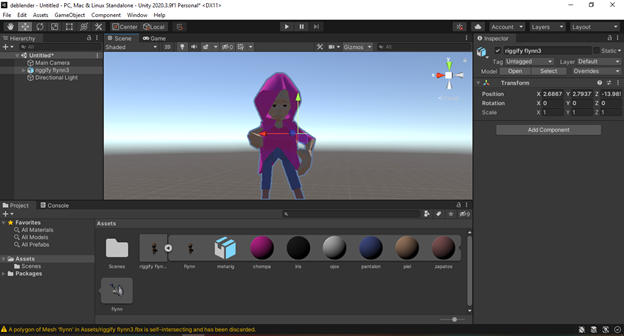 deblender - Untitled - PC, Mac & Linux Standalone - Unity 2020.3.9f1 Personal* <DX11>
File Edit Assets GameObject Component Window Help
Center Local Account Layers Layout
Hierarchy Scene Game Inspector
All Shaded 2D Gizmos All riggify flynn3 Static
Untitled* Tag Untagged Layer Default
Main Camera Model Open Select Overrides
riggify flynn3 Transform
Directional Light Position X 2.6867 Y 2.7937 Z -13.985
Rotation X 0 Y 0 Z 0
Scale X 1 Y 1 Z 1
Add Component
Project Console
Favorites Assets
All Materials
All Models
All Prefabs
Assets
Scenes
Packages
Scenes riggify flyn... flynn metarig chompa iris ojos pantalon piel zapatos
flynn
A polygon of Mesh 'flynn' in Assets/riggify flynn3.fbx is self-intersecting and has been discarded.